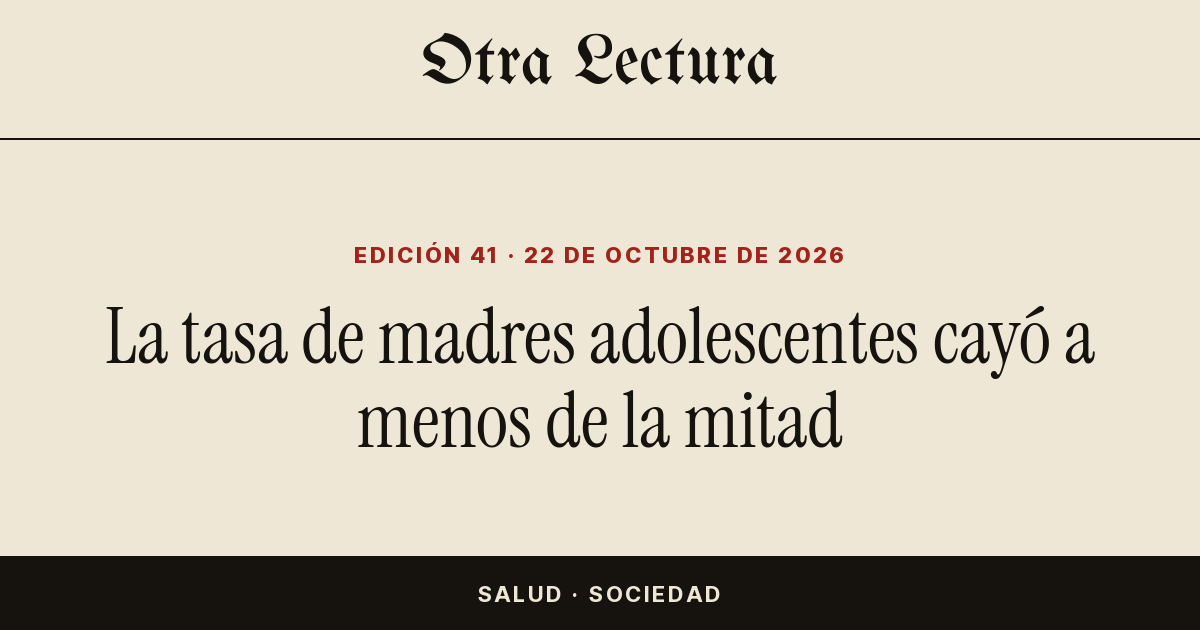 Otra Lectura
EDICIÓN 41 · 22 DE OCTUBRE DE 2026
La tasa de madres adolescentes cayó a
menos de la mitad
SALUD · SOCIEDAD